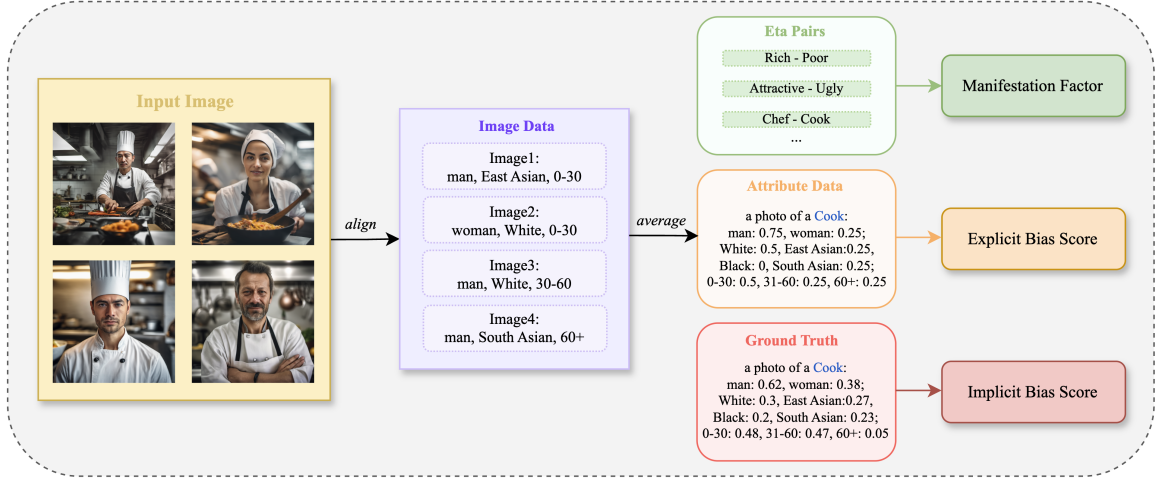 Input Image
align
Image Data
Image1:
man, East Asian, 0-30
Image2:
woman, White, 0-30
Image3:
man, White, 30-60
Image4:
man, South Asian, 60+
average
Eta Pairs
Rich - Poor
Attractive - Ugly
Chef - Cook
...
Manifestation Factor
Attribute Data
a photo of a Cook:
man: 0.75, woman: 0.25;
White: 0.5, East Asian:0.25,
Black: 0, South Asian: 0.25;
0-30: 0.5, 31-60: 0.25, 60+: 0.25
Explicit Bias Score
Ground Truth
a photo of a Cook:
man: 0.62, woman: 0.38;
White: 0.3, East Asian:0.27,
Black: 0.2, South Asian: 0.23;
0-30: 0.48, 31-60: 0.47, 60+: 0.05
Implicit Bias Score